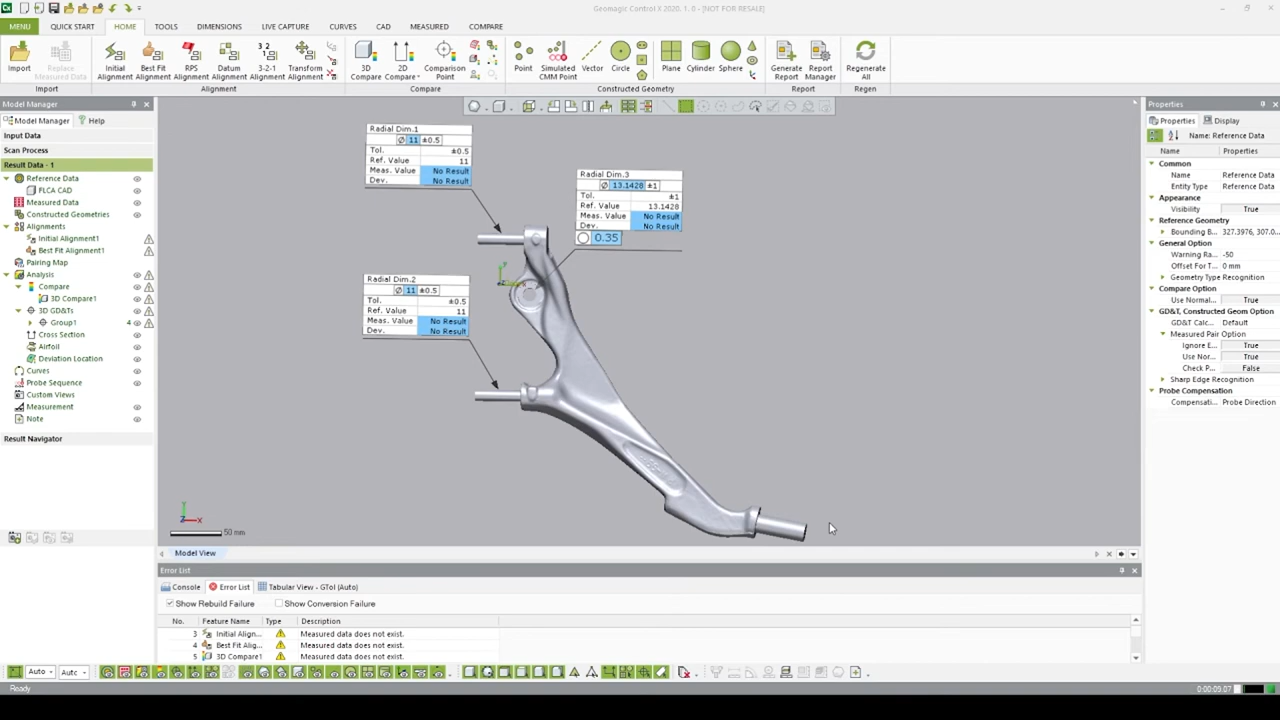 Geomagic Control X 2020. 1. 0 - [NOT FOR RESALE]
MENU QUICK START HOME TOOLS DIMENSIONS LIVE CAPTURE CURVES CAD MEASURED COMPARE
Import
Replace Measured Data
Initial Alignment
Best Fit Alignment
RPS Alignment
Datum Alignment
3-2-1 Alignment
Transform Alignment
3D Compare
2D Compare
Comparison Point
Point
Simulated CMM Point
Vector
Circle
Plane
Cylinder
Sphere
Generate Report
Report Manager
Regenerate All
Import Alignment Compare Constructed Geometry Report Regen
Model Manager
Model Manager Help
Input Data
Scan Process
Result Data - 1
Reference Data
FLCA CAD
Measured Data
Constructed Geometries
Alignments
Initial Alignment1
Best Fit Alignment1
Pairing Map
Analysis
Compare
3D Compare1
3D GD&Ts
Group1 4
Cross Section
Airfoil
Deviation Location
Curves
Probe Sequence
Custom Views
Measurement
Note
Result Navigator
Radial Dim.1
Ø 11 ±0.5
Tol. ±0.5
Ref. Value 11
Meas. Value No Result
Dev. No Result
Radial Dim.3
Ø 13.1428 ±1
Tol. ±1
Ref. Value 13.1428
Meas. Value No Result
Dev. No Result
0.35
Radial Dim.2
Ø 11 ±0.5
Tol. ±0.5
Ref. Value 11
Meas. Value No Result
Dev. No Result
Y
Z X
50 mm
Model View
Properties
Properties Display
Name: Reference Data
Name Properties
Common
Name Reference Data
Entity Type Reference Data
Appearance
Visibility True
Reference Geometry
Bounding B... 327.3976, 307.0...
General Option
Warning Ra... -50
Offset For T... 0 mm
Geometry Type Recognition
Compare Option
Use Normal... True
GD&T, Constructed Geom Option
GD&T Calc... Default
Measured Pair Option
Ignore E... True
Use Nor... True
Check P... False
Sharp Edge Recognition
Probe Compensation
Compensati... Probe Direction
Error List
Console Error List Tabular View - GTol (Auto)
Show Rebuild Failure Show Conversion Failure
No. Feature Name Type Description
3 Initial Align... Measured data does not exist.
4 Best Fit Alig... Measured data does not exist.
5 3D Compare1 Measured data does not exist.
Auto Auto
Ready
0:00:09.07